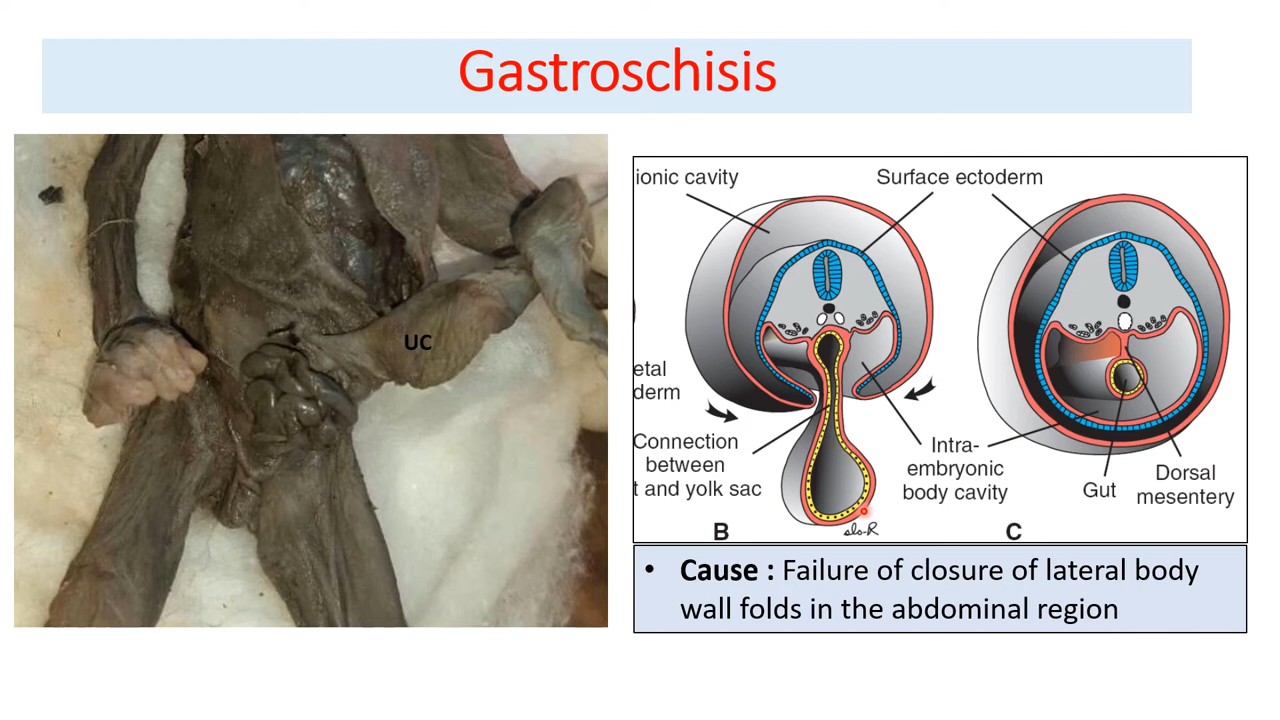 Gastroschisis
UC
ionic cavity
Surface ectoderm
etal
derm
Connection
between
t and yolk sac
Intra-
embryonic
body cavity
Gut
Dorsal
mesentery
B
sls-R
C
• Cause : Failure of closure of lateral body
wall folds in the abdominal region